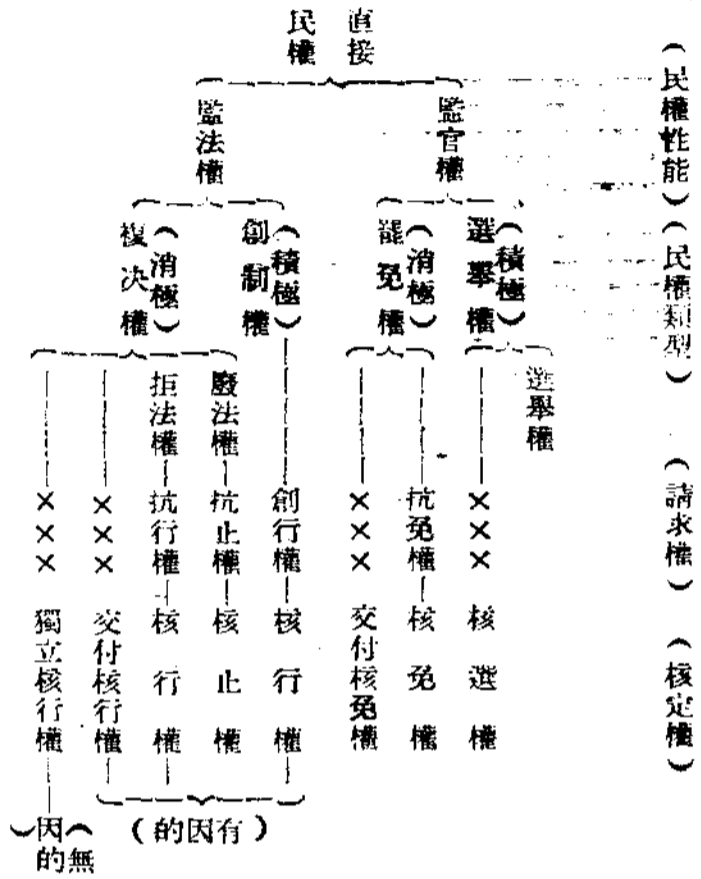 （民權性能）（民權類型）（請求權）（核定權）
直接
民權
監官權
監法權
（積極）
選舉權
（消極）
罷免權
（積極）
創制權
（消極）
複决權
選舉權
×××
核選權
抗免權
核免權
×××
交付核免權
創行權
核行權
廢法權
抗止權
核止權
拒法權
抗行權
核行權
×××
交付核行權
×××
獨立核行權
（有因的）
（無因的）